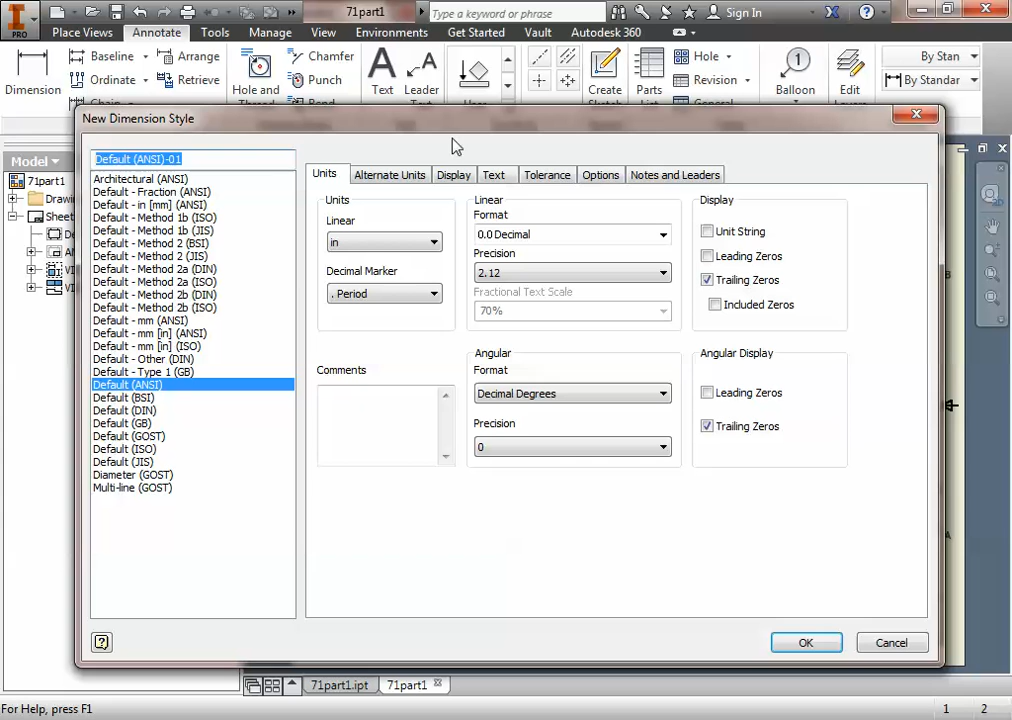 71part1
Type a keyword or phrase
Sign In
PRO
Place Views
Annotate
Tools
Manage
View
Environments
Get Started
Vault
Autodesk 360
Baseline
Arrange
Chamfer
Hole
By Stan
Ordinate
Retrieve
Punch
Revision
By Standar
Dimension
Hole and
Text
Leader
Create
Parts
Balloon
Edit
New Dimension Style
Model
71part1
Default (ANSI)-01
Architectural (ANSI)
Default - Fraction (ANSI)
Default - in [mm] (ANSI)
Default - Method 1b (ISO)
Default - Method 1b (JIS)
Default - Method 2 (BSI)
Default - Method 2 (JIS)
Default - Method 2a (DIN)
Default - Method 2a (ISO)
Default - Method 2b (DIN)
Default - Method 2b (ISO)
Default - mm (ANSI)
Default - mm [in] (ANSI)
Default - mm [in] (ISO)
Default - Other (DIN)
Default - Type 1 (GB)
Default (ANSI)
Default (BSI)
Default (DIN)
Default (GB)
Default (GOST)
Default (ISO)
Default (JIS)
Diameter (GOST)
Multi-line (GOST)
Units
Alternate Units
Display
Text
Tolerance
Options
Notes and Leaders
Units
Linear
in
Decimal Marker
. Period
Comments
Linear
Format
0.0 Decimal
Precision
2.12
Fractional Text Scale
70%
Angular
Format
Decimal Degrees
Precision
0
Display
Unit String
Leading Zeros
Trailing Zeros
Included Zeros
Angular Display
Leading Zeros
Trailing Zeros
OK
Cancel
71part1.ipt
71part1
For Help, press F1
1
2